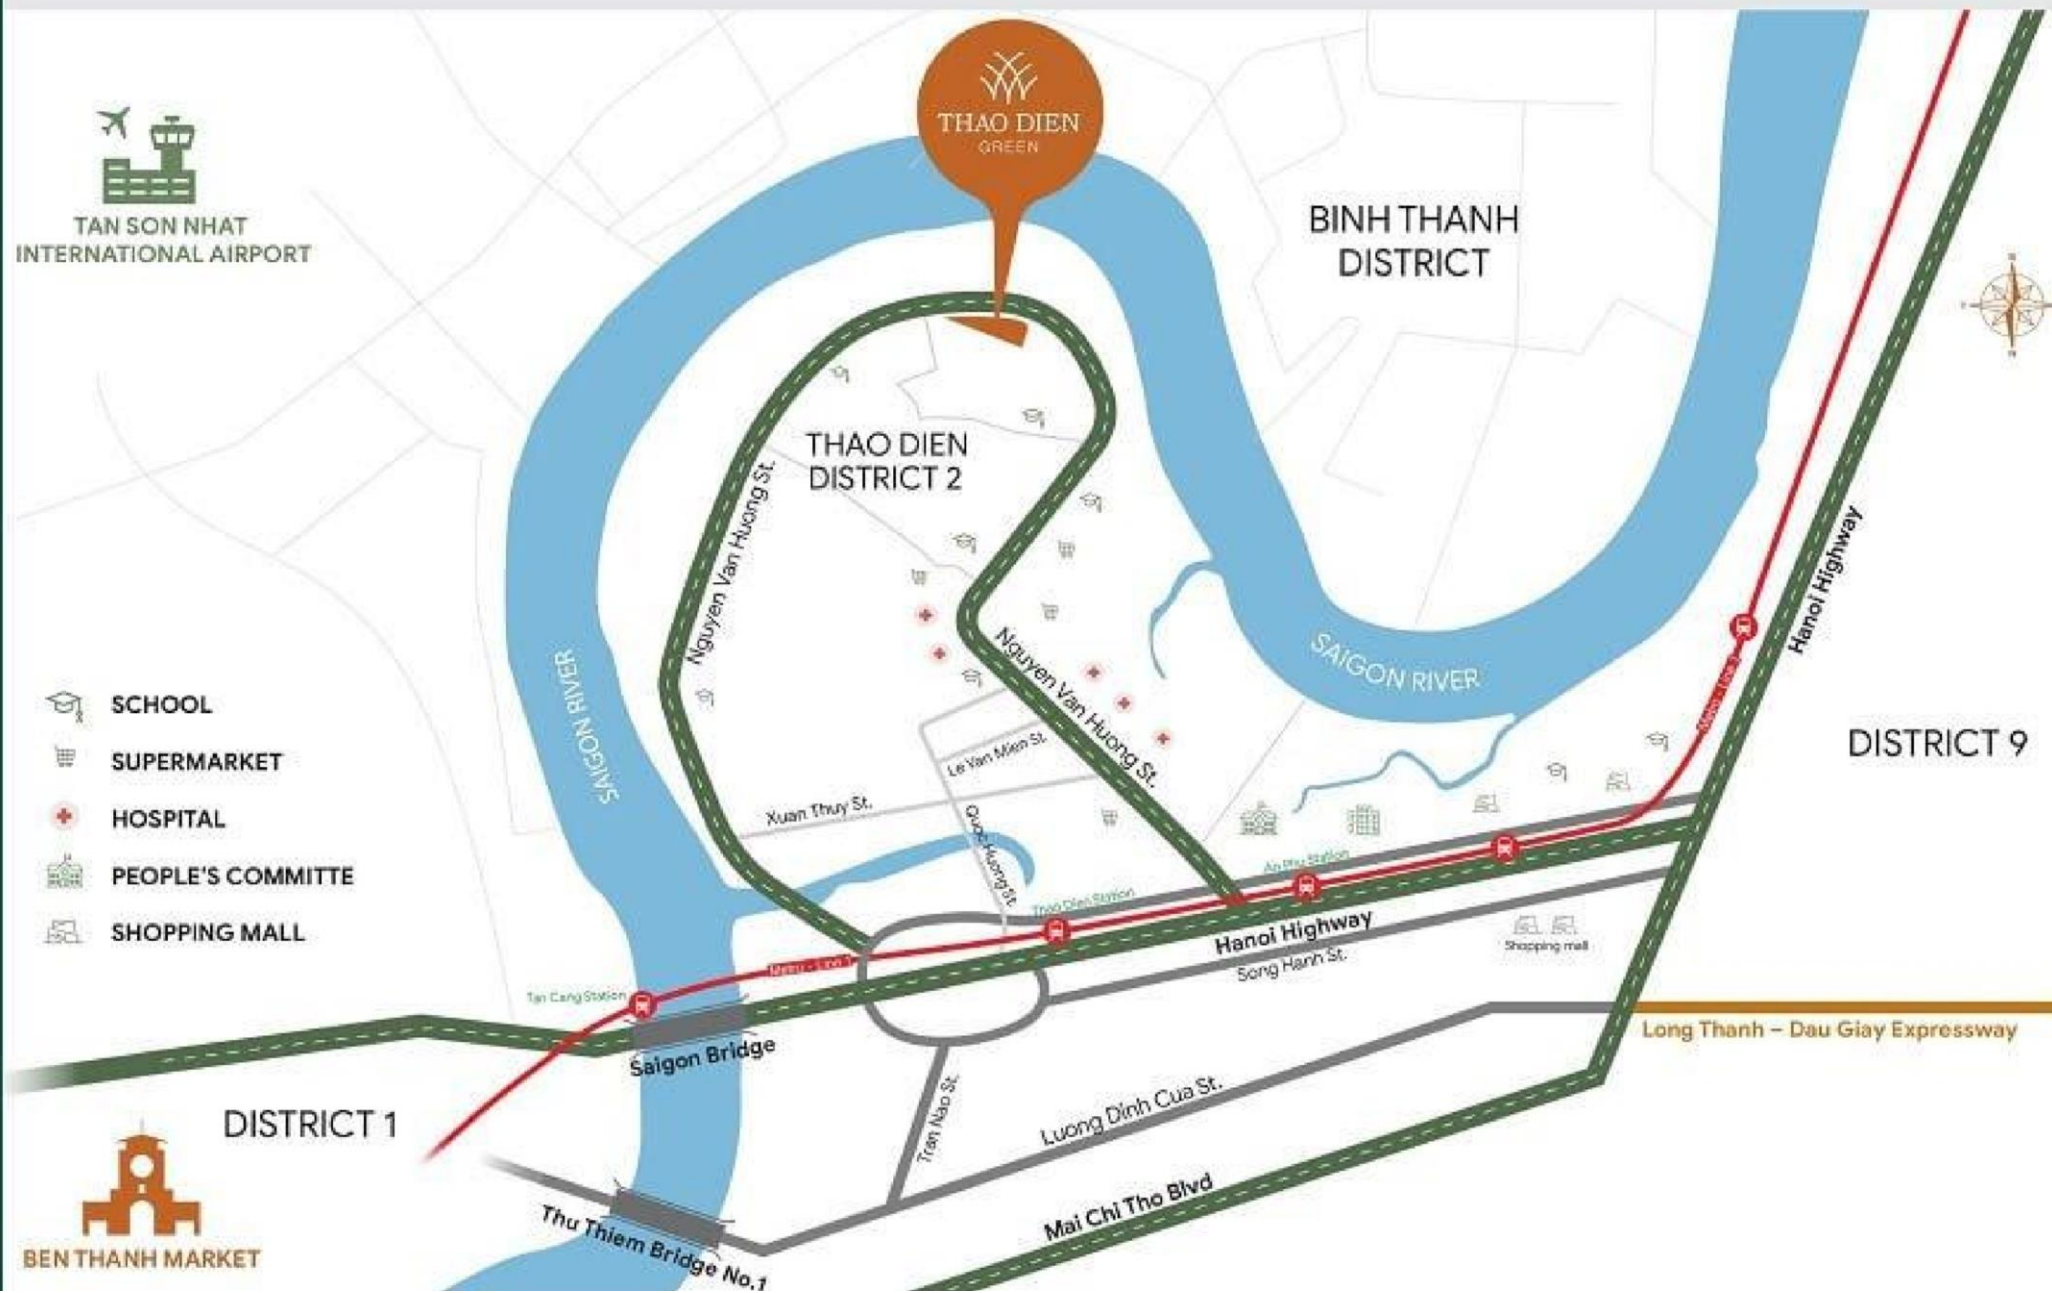 THAO DIEN
GREEN
TAN SON NHAT
INTERNATIONAL AIRPORT
BINH THANH
DISTRICT
THAO DIEN
DISTRICT 2
Nguyen Van Huong St.
Hanoi Highway
SAIGON RIVER
Nguyen Van Huong St.
SAIGON RIVER
SCHOOL
SUPERMARKET
HOSPITAL
PEOPLE'S COMMITTE
SHOPPING MALL
Le Van Mien St.
Xuan Thuy St.
Quoc Huong St.
DISTRICT 9
An Phu Station
Thao Dien Station
Hanoi Highway
Song Hanh St.
Shopping mall
Metro - Line 1
Tan Cang Station
Saigon Bridge
Long Thanh – Dau Giay Expressway
DISTRICT 1
Tran Nao St.
Luong Dinh Cua St.
Mai Chi Tho Blvd
Thu Thiem Bridge No.1
BEN THANH MARKET